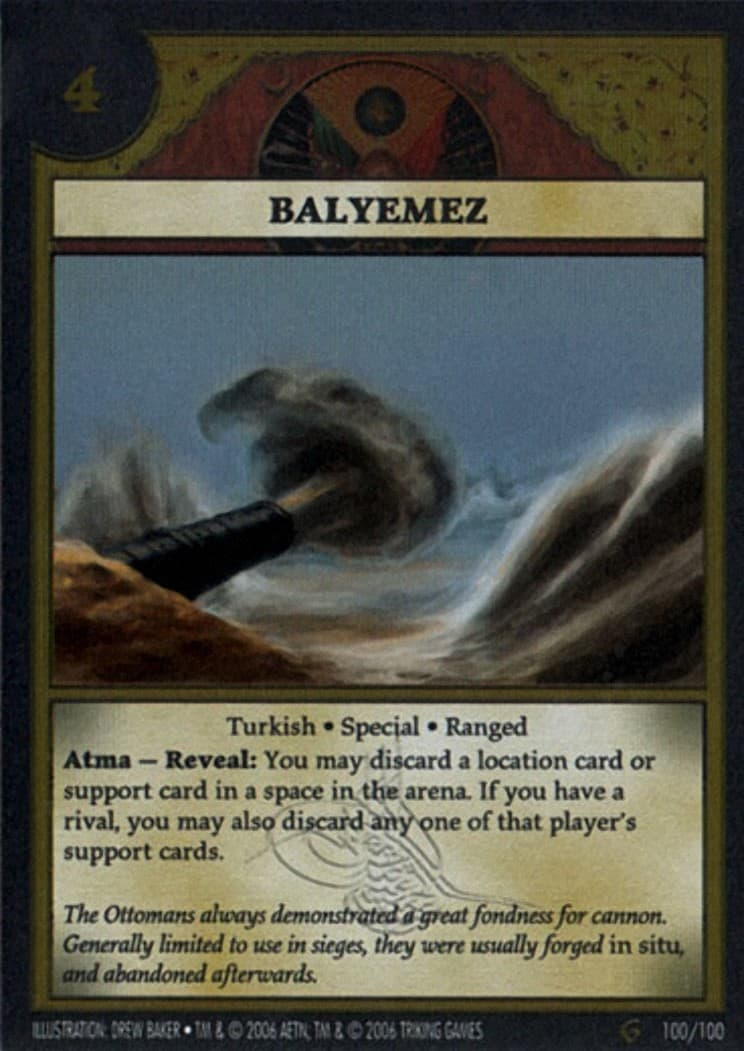 4
BALYEMEZ
Turkish • Special • Ranged
Atma – Reveal: You may discard a location card or
support card in a space in the arena. If you have a
rival, you may also discard any one of that player's
support cards.
The Ottomans always demonstrated a great fondness for cannon.
Generally limited to use in sieges, they were usually forged in situ,
and abandoned afterwards.
ILLUSTRATION: DREW BAKER • TM & © 2006 AETN, TM & © 2006 TRIKING GAMES G 100/100